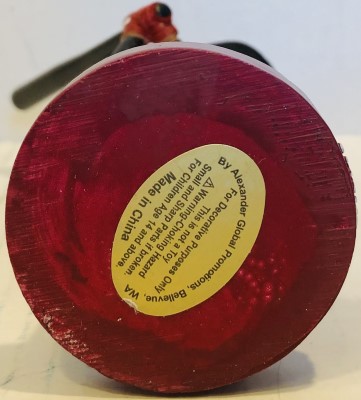 By Alexander Global Promotions, Bellevue, WA
For Decorative Purposes Only
This is not a Toy
⚠ Warning-Choking Hazard
Small and Sharp Parts if broken.
For Children Age 14 and above.
Made in China